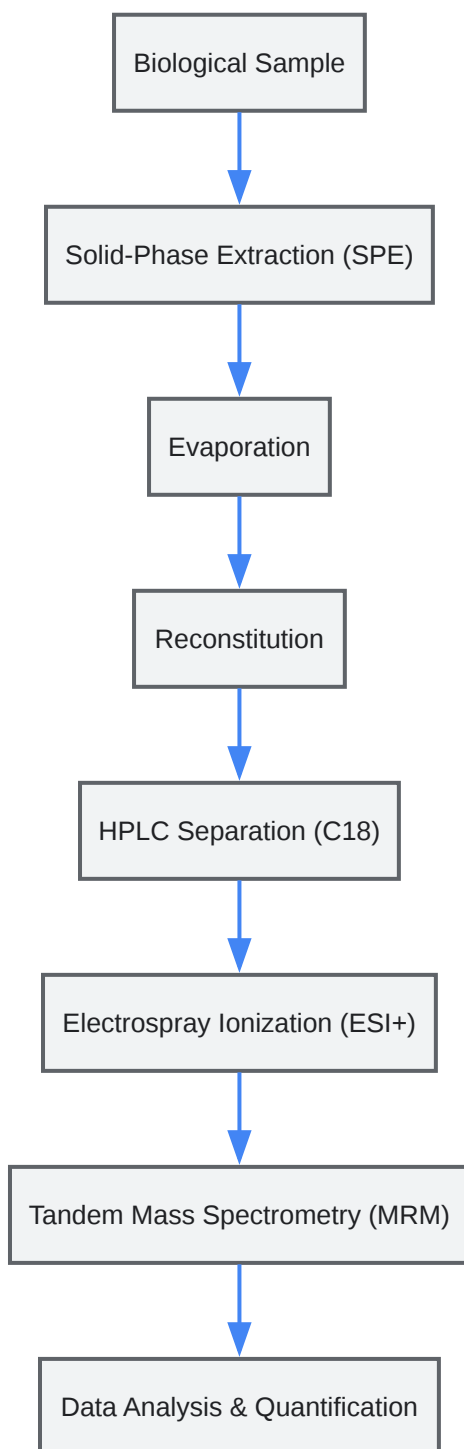 Biological Sample
Solid-Phase Extraction (SPE)
Evaporation
Reconstitution
HPLC Separation (C18)
Electrospray Ionization (ESI+)
Tandem Mass Spectrometry (MRM)
Data Analysis & Quantification